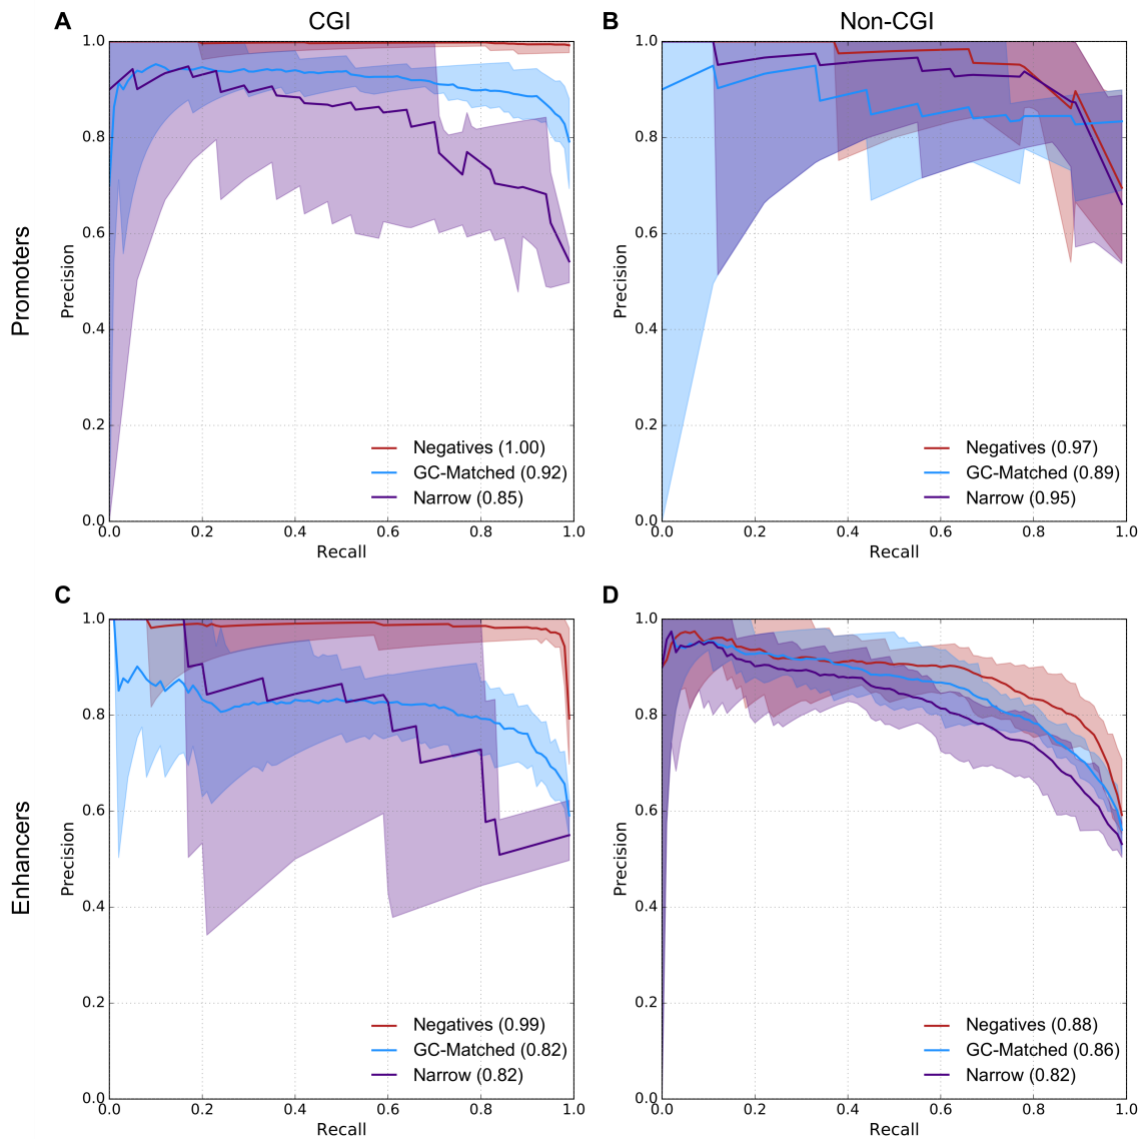 A CGI B Non-CGI
Promoters
Precision
1.0
0.8
0.6
0.4
0.2
0.0
Negatives (1.00)
GC-Matched (0.92)
Narrow (0.85)
0.0 0.2 0.4 0.6 0.8 1.0
Recall
Precision
1.0
0.8
0.6
0.4
0.2
0.0
Negatives (0.97)
GC-Matched (0.89)
Narrow (0.95)
0.0 0.2 0.4 0.6 0.8 1.0
Recall
C D
Enhancers
Precision
1.0
0.8
0.6
0.4
0.2
0.0
Negatives (0.99)
GC-Matched (0.82)
Narrow (0.82)
0.0 0.2 0.4 0.6 0.8 1.0
Recall
Precision
1.0
0.8
0.6
0.4
0.2
0.0
Negatives (0.88)
GC-Matched (0.86)
Narrow (0.82)
0.0 0.2 0.4 0.6 0.8 1.0
Recall